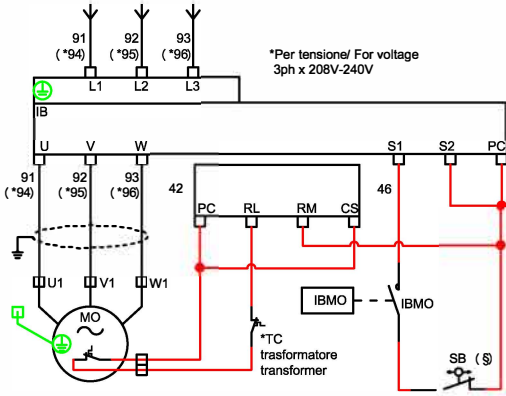 91 92 93
( *94) ( *95) ( *96)
*Per tensione/ For voltage
3ph x 208V-240V
L1 L2 L3
IB
U V W S1 S2 PC
91 92 93 42 46
( *94) ( *95) ( *96)
PC RL RM CS
U1 V1 W1
IBMO IBMO
MO
*TC
trasformatore
transformer
SB ( § )